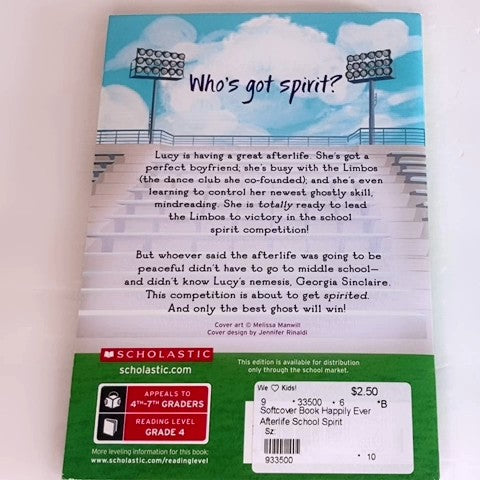 Who's got spirit?
Lucy is having a great afterlife. She's got a
perfect boyfriend; she's busy with the Limbos
(the dance club she co-founded); and she's even
learning to control her newest ghostly skill,
mindreading. She is totally ready to lead
the Limbos to victory in the school
spirit competition!
But whoever said the afterlife was going to be
peaceful didn't have to go to middle school—
and didn't know Lucy's nemesis, Georgia Sinclaire.
This competition is about to get spirited.
And only the best ghost will win!
Cover art © Melissa Manwill
Cover design by Jennifer Rinaldi
SCHOLASTIC
scholastic.com
This edition is available for distribution
only through the school market.
APPEALS TO
4TH–7TH GRADERS
READING LEVEL
GRADE 4
More leveling information for this book:
www.scholastic.com/readinglevel
We ♡ Kids!
$2.50
9 * 33500 * 6 *B
Softcover Book Happily Ever
Afterlife School Spirit
Sz:
933500 * 10